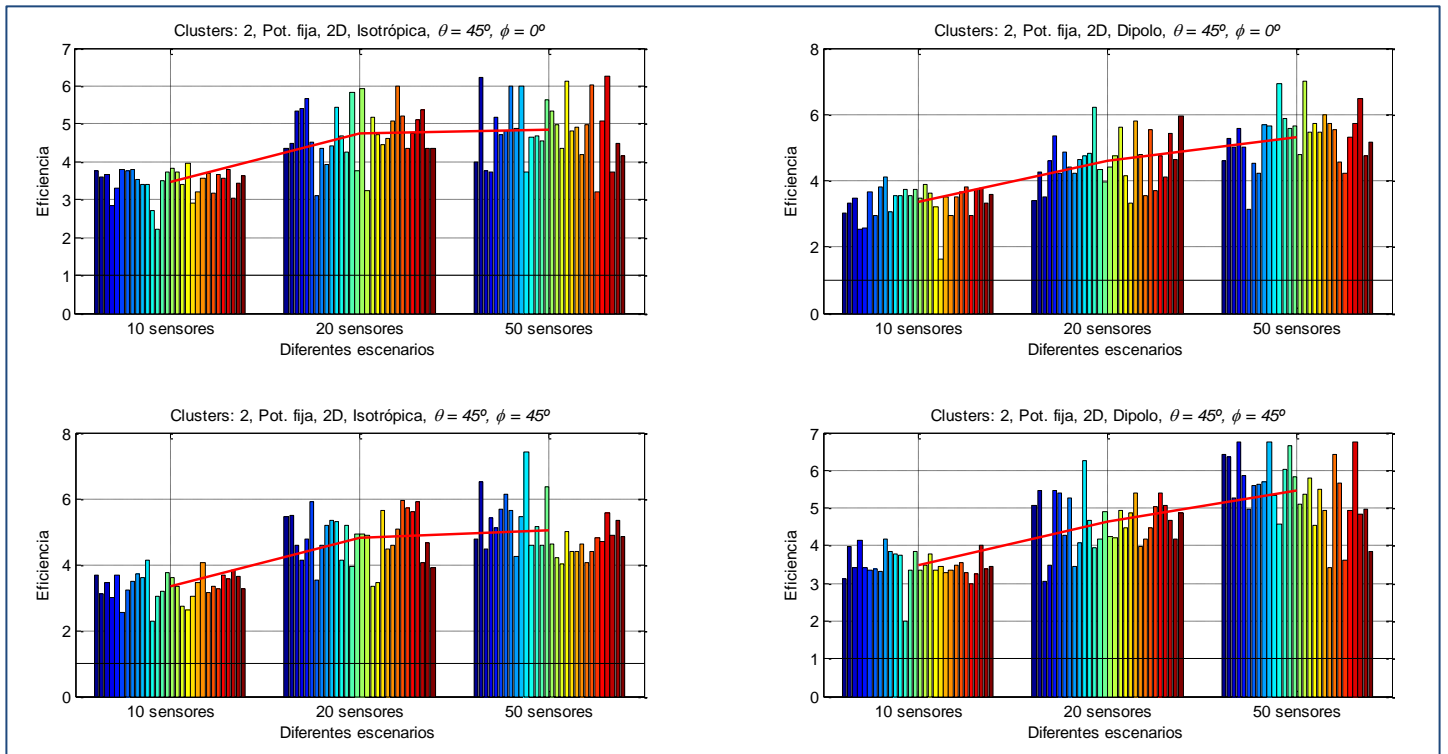 Clusters: 2, Pot. fija, 2D, Isotrópica, θ = 45º, ϕ = 0º
7
6
5
4
3
2
1
0
Eficiencia
10 sensores 20 sensores 50 sensores
Diferentes escenarios
Clusters: 2, Pot. fija, 2D, Dipolo, θ = 45º, ϕ = 0º
8
6
4
2
0
Eficiencia
10 sensores 20 sensores 50 sensores
Diferentes escenarios
Clusters: 2, Pot. fija, 2D, Isotrópica, θ = 45º, ϕ = 45º
8
6
4
2
0
Eficiencia
10 sensores 20 sensores 50 sensores
Diferentes escenarios
Clusters: 2, Pot. fija, 2D, Dipolo, θ = 45º, ϕ = 45º
7
6
5
4
3
2
1
0
Eficiencia
10 sensores 20 sensores 50 sensores
Diferentes escenarios